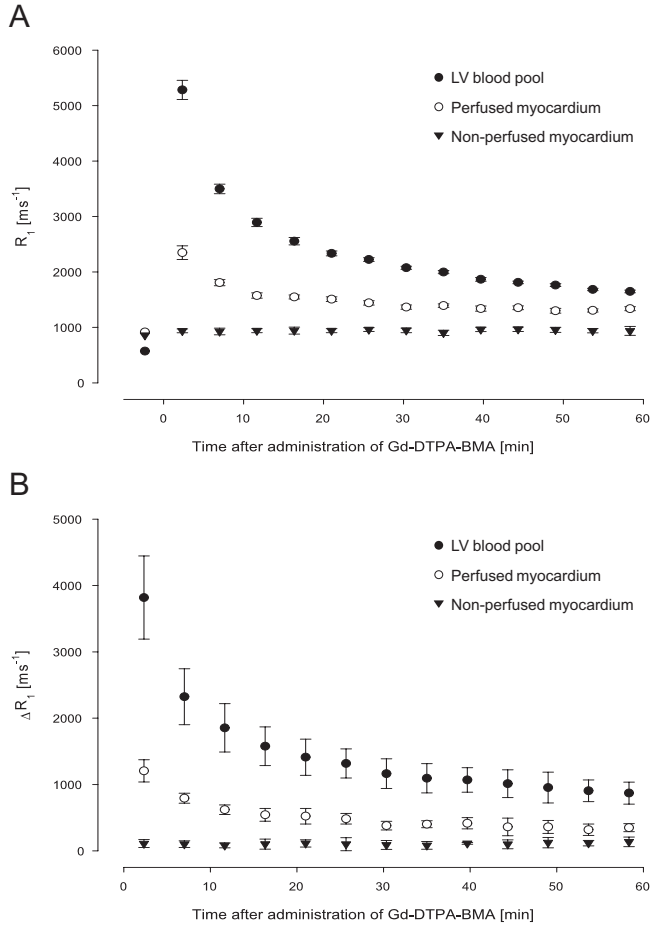 A
6000
5000
4000
3000
2000
1000
0
R1 [ms-1]
LV blood pool
Perfused myocardium
Non-perfused myocardium
0 10 20 30 40 50 60
Time after administration of Gd-DTPA-BMA [min]
B
5000
4000
3000
2000
1000
0
ΔR1 [ms-1]
LV blood pool
Perfused myocardium
Non-perfused myocardium
0 10 20 30 40 50 60
Time after administration of Gd-DTPA-BMA [min]